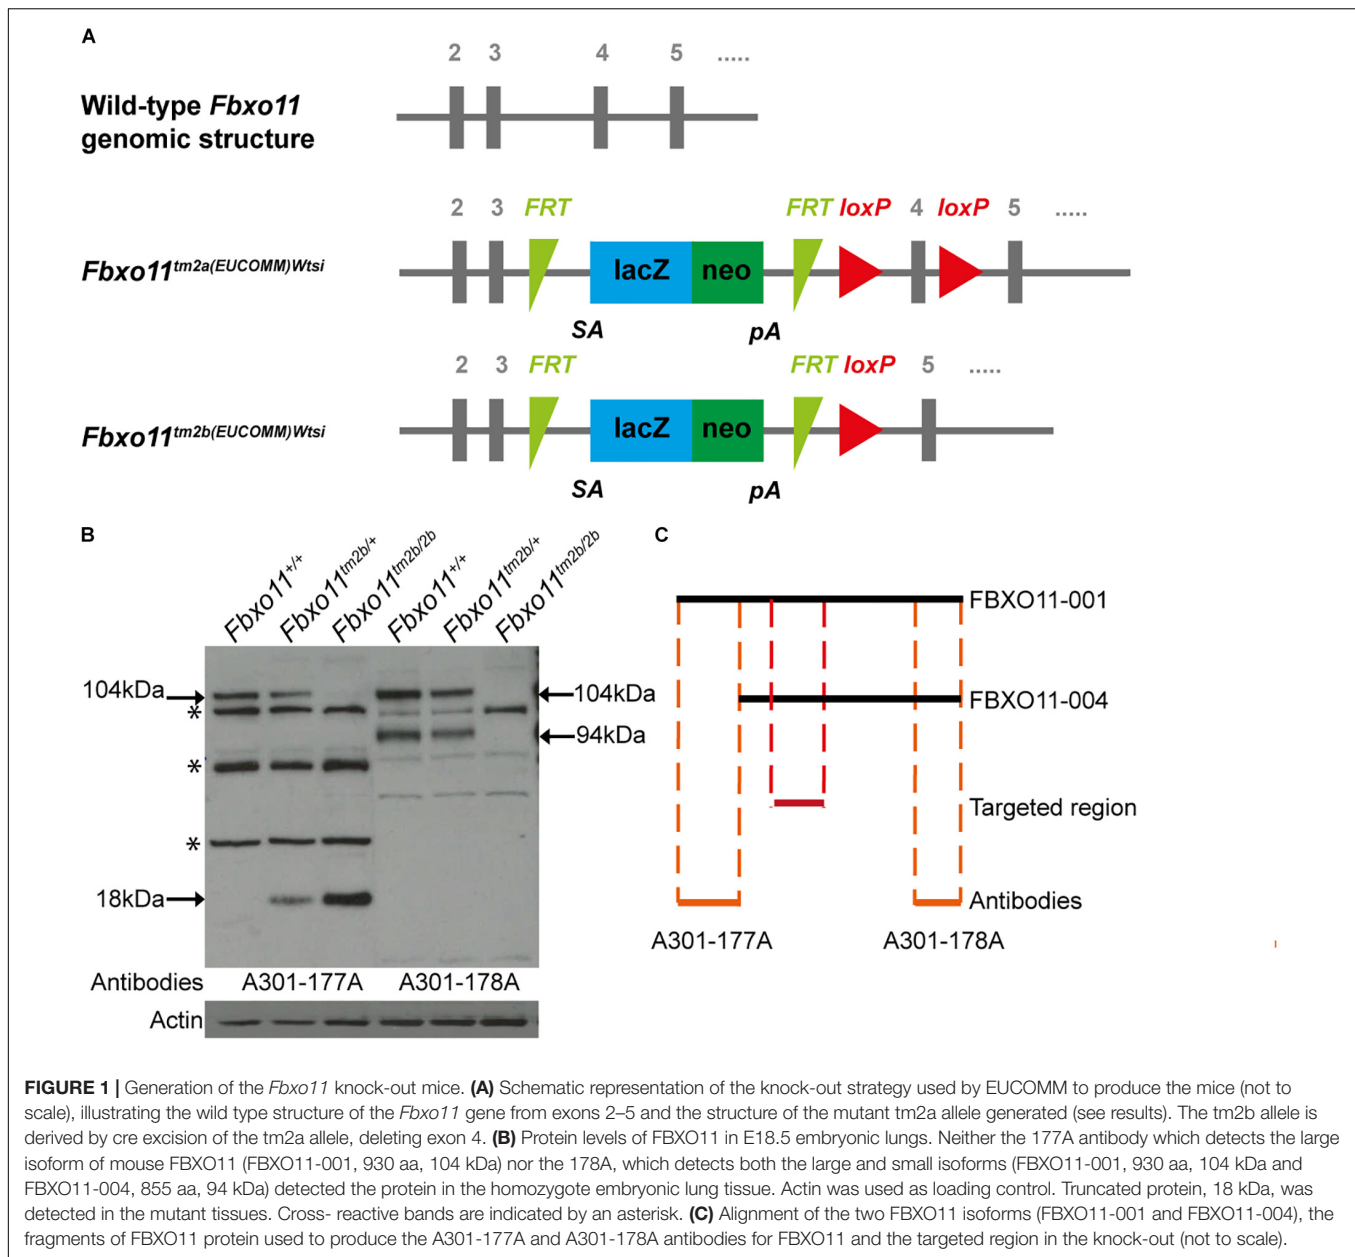 A
2 3 4 5 .....
Wild-type Fbxo11
genomic structure
2 3 FRT FRT loxP 4 loxP 5 .....
Fbxo11tm2a(EUCOMM)Wtsi
lacZ neo
SA pA
2 3 FRT FRT loxP 5 .....
Fbxo11tm2b(EUCOMM)Wtsi
lacZ neo
SA pA
B
Fbxo11+/+
Fbxo11tm2b/+
Fbxo11tm2b/2b
Fbxo11+/+
Fbxo11tm2b/+
Fbxo11tm2b/2b
104kDa
*
*
*
18kDa
104kDa
94kDa
Antibodies A301-177A A301-178A
Actin
C
FBXO11-001
FBXO11-004
Targeted region
Antibodies
A301-177A A301-178A
FIGURE 1 | Generation of the Fbxo11 knock-out mice. (A) Schematic representation of the knock-out strategy used by EUCOMM to produce the mice (not to
scale), illustrating the wild type structure of the Fbxo11 gene from exons 2–5 and the structure of the mutant tm2a allele generated (see results). The tm2b allele is
derived by cre excision of the tm2a allele, deleting exon 4. (B) Protein levels of FBXO11 in E18.5 embryonic lungs. Neither the 177A antibody which detects the large
isoform of mouse FBXO11 (FBXO11-001, 930 aa, 104 kDa) nor the 178A, which detects both the large and small isoforms (FBXO11-001, 930 aa, 104 kDa and
FBXO11-004, 855 aa, 94 kDa) detected the protein in the homozygote embryonic lung tissue. Actin was used as loading control. Truncated protein, 18 kDa, was
detected in the mutant tissues. Cross- reactive bands are indicated by an asterisk. (C) Alignment of the two FBXO11 isoforms (FBXO11-001 and FBXO11-004), the
fragments of FBXO11 protein used to produce the A301-177A and A301-178A antibodies for FBXO11 and the targeted region in the knock-out (not to scale).